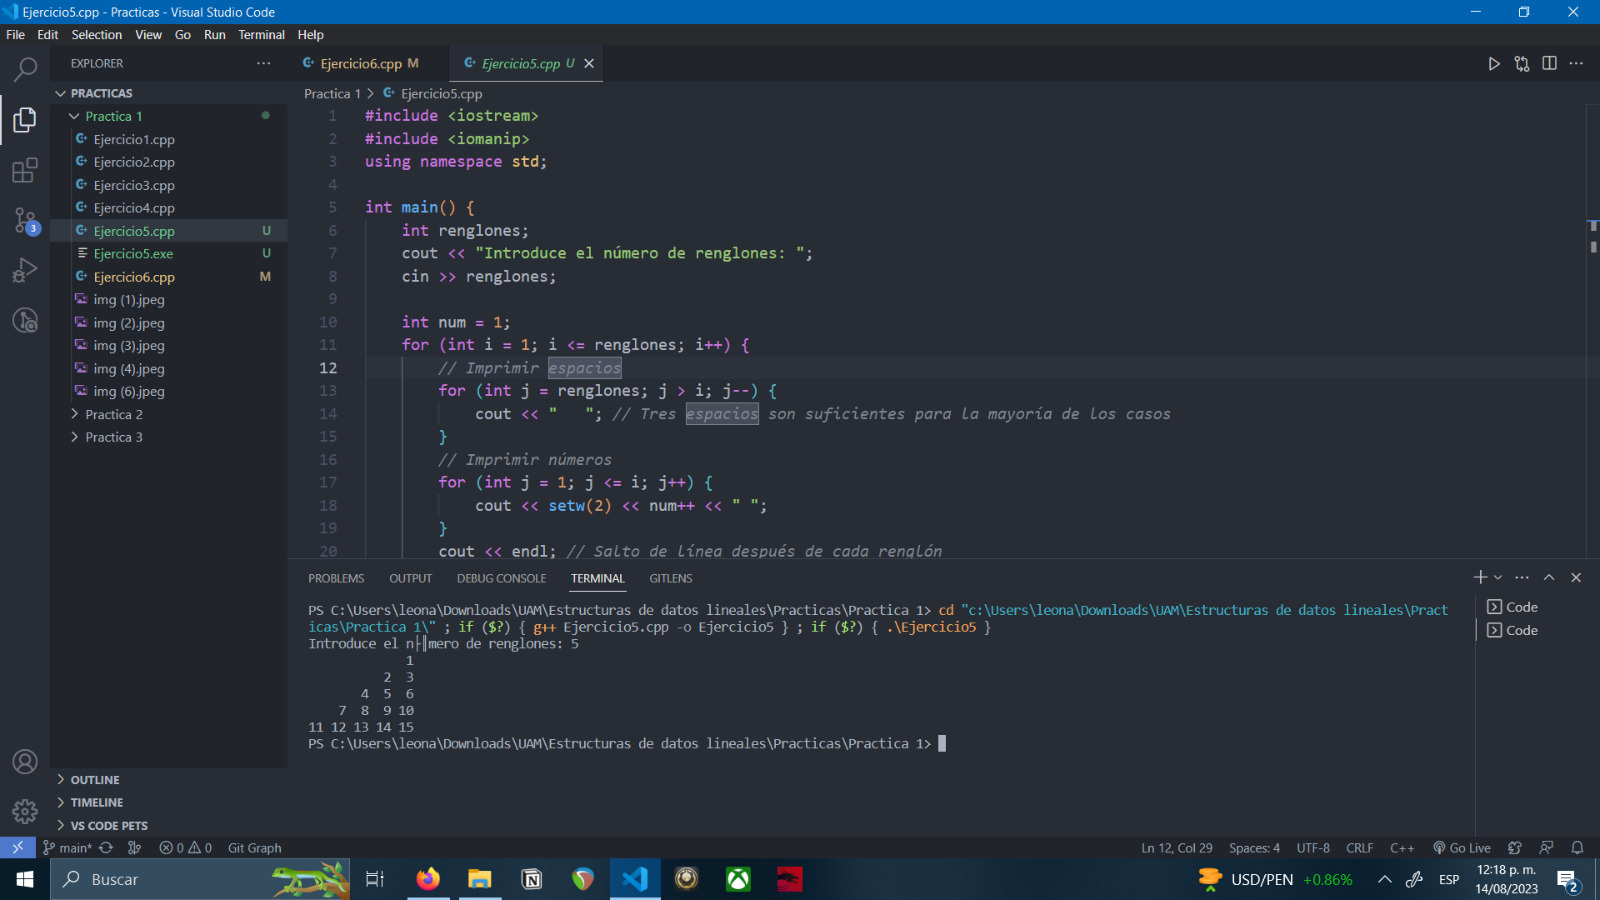 Ejercicio5.cpp - Practicas - Visual Studio Code
File Edit Selection View Go Run Terminal Help
EXPLORER
Ejercicio6.cpp M
Ejercicio5.cpp U
PRACTICAS
Practica 1
Ejercicio1.cpp
Ejercicio2.cpp
Ejercicio3.cpp
Ejercicio4.cpp
Ejercicio5.cpp U
Ejercicio5.exe U
Ejercicio6.cpp M
img (1).jpeg
img (2).jpeg
img (3).jpeg
img (4).jpeg
img (6).jpeg
Practica 2
Practica 3
3
OUTLINE
TIMELINE
VS CODE PETS
Practica 1 > Ejercicio5.cpp
1 #include <iostream>
2 #include <iomanip>
3 using namespace std;
4
5 int main() {
6 int renglones;
7 cout << "Introduce el número de renglones: ";
8 cin >> renglones;
9
10 int num = 1;
11 for (int i = 1; i <= renglones; i++) {
12 // Imprimir espacios
13 for (int j = renglones; j > i; j--) {
14 cout << "   "; // Tres espacios son suficientes para la mayoría de los casos
15 }
16 // Imprimir números
17 for (int j = 1; j <= i; j++) {
18 cout << setw(2) << num++ << " ";
19 }
20 cout << endl; // Salto de línea después de cada renglón
PROBLEMS OUTPUT DEBUG CONSOLE TERMINAL GITLENS
PS C:\Users\leona\Downloads\UAM\Estructuras de datos lineales\Practicas\Practica 1> cd "c:\Users\leona\Downloads\UAM\Estructuras de datos lineales\Pract
icas\Practica 1\" ; if ($?) { g++ Ejercicio5.cpp -o Ejercicio5 } ; if ($?) { .\Ejercicio5 }
Introduce el n├║mero de renglones: 5
1
2 3
4 5 6
7 8 9 10
11 12 13 14 15
PS C:\Users\leona\Downloads\UAM\Estructuras de datos lineales\Practicas\Practica 1>
Code
Code
main* 0 0 Git Graph
Ln 12, Col 29 Spaces: 4 UTF-8 CRLF C++ Go Live
Buscar
USD/PEN +0.86%
ESP
12:18 p. m.
14/08/2023
2